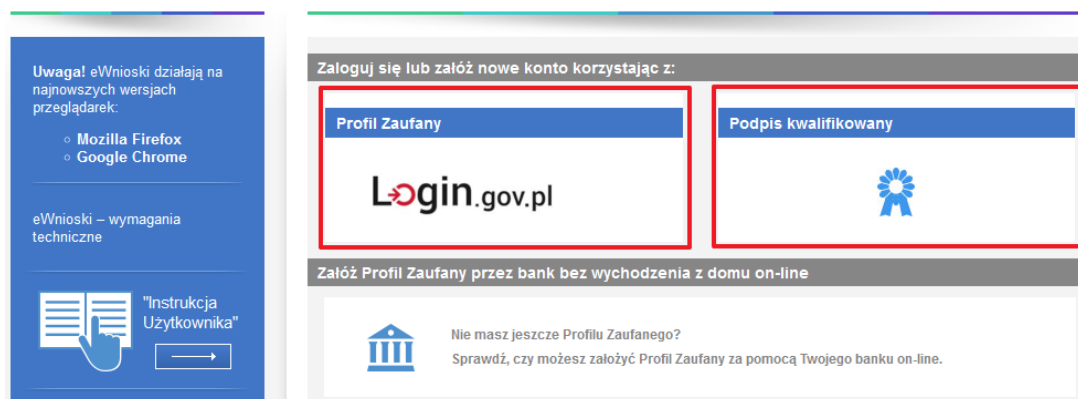 Uwaga! eWnioski działają na
najnowszych wersjach
przeglądarek:
Mozilla Firefox
Google Chrome
eWnioski – wymagania
techniczne
"Instrukcja
Użytkownika"
Zaloguj się lub załóż nowe konto korzystając z:
Profil Zaufany
Login.gov.pl
Podpis kwalifikowany
Załóż Profil Zaufany przez bank bez wychodzenia z domu on-line
Nie masz jeszcze Profilu Zaufanego?
Sprawdź, czy możesz założyć Profil Zaufany za pomocą Twojego banku on-line.